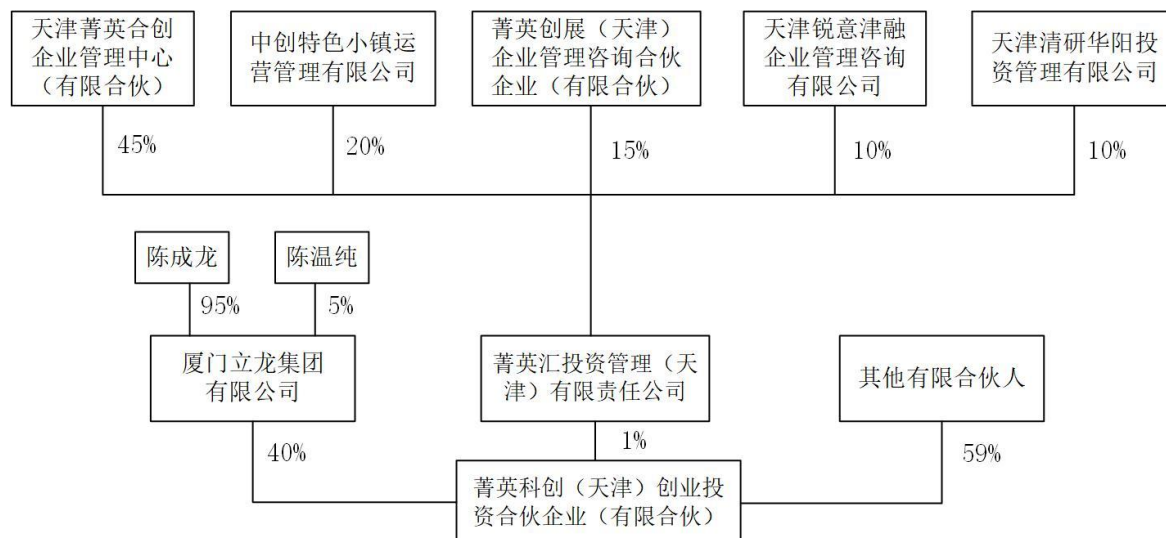 天津菁英合创
企业管理中心
（有限合伙）
中创特色小镇运
营管理有限公司
菁英创展（天津）
企业管理咨询合伙
企业（有限合伙）
天津锐意津融
企业管理咨询
有限公司
天津清研华阳投
资管理有限公司
45%
20%
15%
10%
10%
陈成龙
陈温纯
95%
5%
厦门立龙集团
有限公司
菁英汇投资管理（天
津）有限责任公司
其他有限合伙人
40%
1%
59%
菁英科创（天津）创业投
资合伙企业（有限合伙）